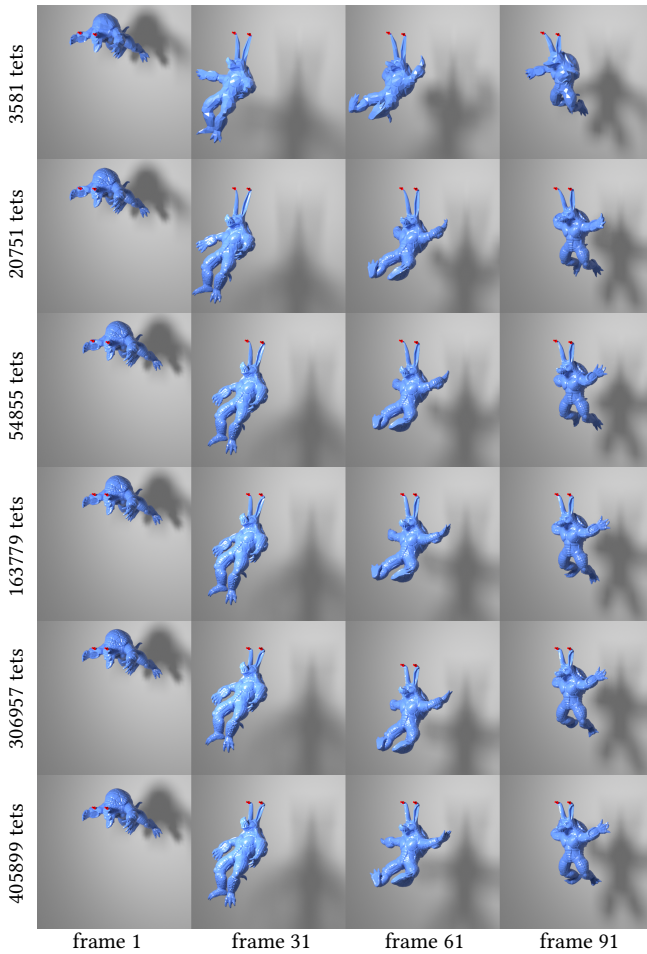 3581 tets
20751 tets
54855 tets
163779 tets
306957 tets
405899 tets
frame 1 frame 31 frame 61 frame 91